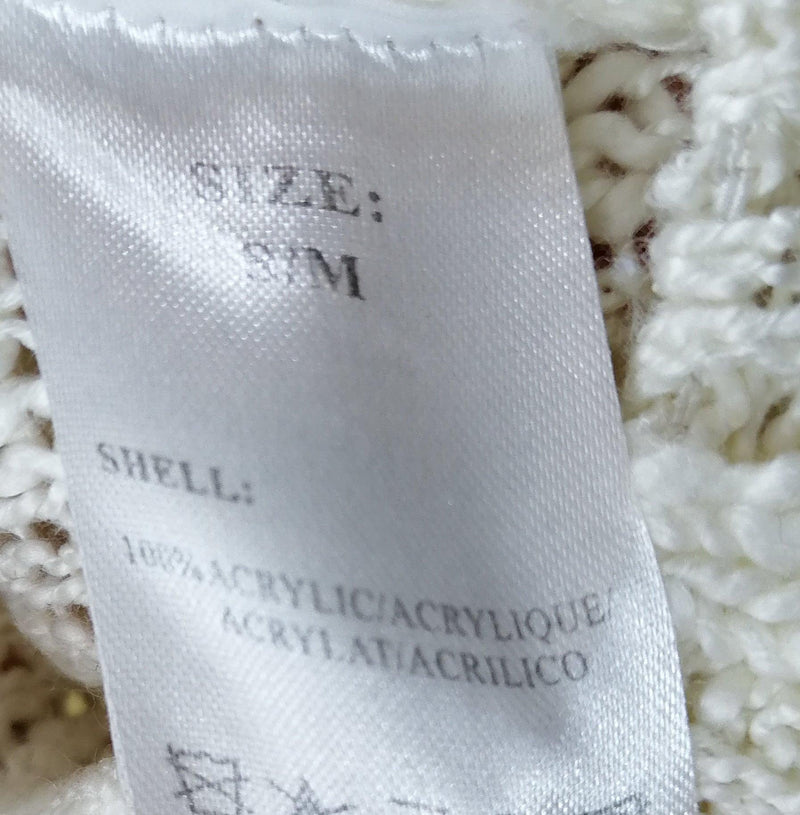 SIZE:
S/M
SHELL:
100%ACRYLIC/ACRYLIQUE/
ACRYLAT/ACRILICO